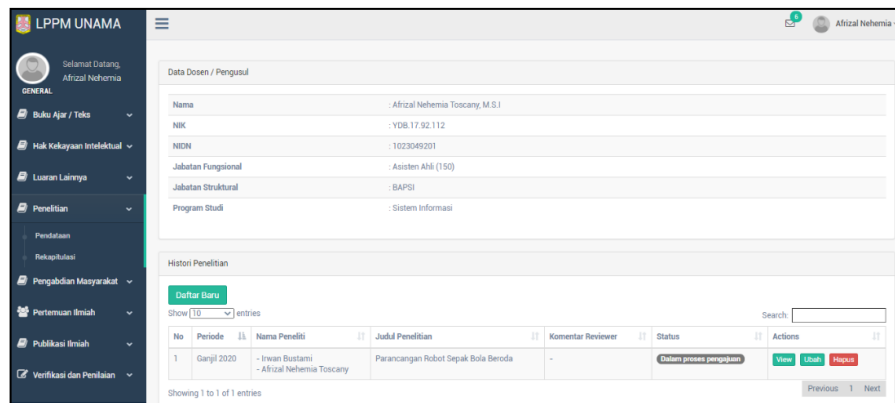 LPPM UNAMA
6
Afrizal Nehemia
Selamat Datang,
Afrizal Nehemia
GENERAL
Buku Ajar / Teks
Hak Kekayaan Intelektual
Luaran Lainnya
Penelitian
Pendataan
Rekapitulasi
Pengabdian Masyarakat
Pertemuan Ilmiah
Publikasi Ilmiah
Verifikasi dan Penilaian
Data Dosen / Pengusul
Nama : Afrizal Nehemia Toscany, M.S.I
NIK : YDB.17.92.112
NIDN : 1023049201
Jabatan Fungsional : Asisten Ahli (150)
Jabatan Struktural : BAPSI
Program Studi : Sistem Informasi
Histori Penelitian
Daftar Baru
Show 10 entries
Search:
No Periode Nama Peneliti Judul Penelitian Komentar Reviewer Status Actions
1 Ganjil 2020 - Irwan Bustami Parancangan Robot Sepak Bola Beroda - Dalam proses pengajuan View Ubah Hapus
- Afrizal Nehemia Toscany
Showing 1 to 1 of 1 entries
Previous 1 Next